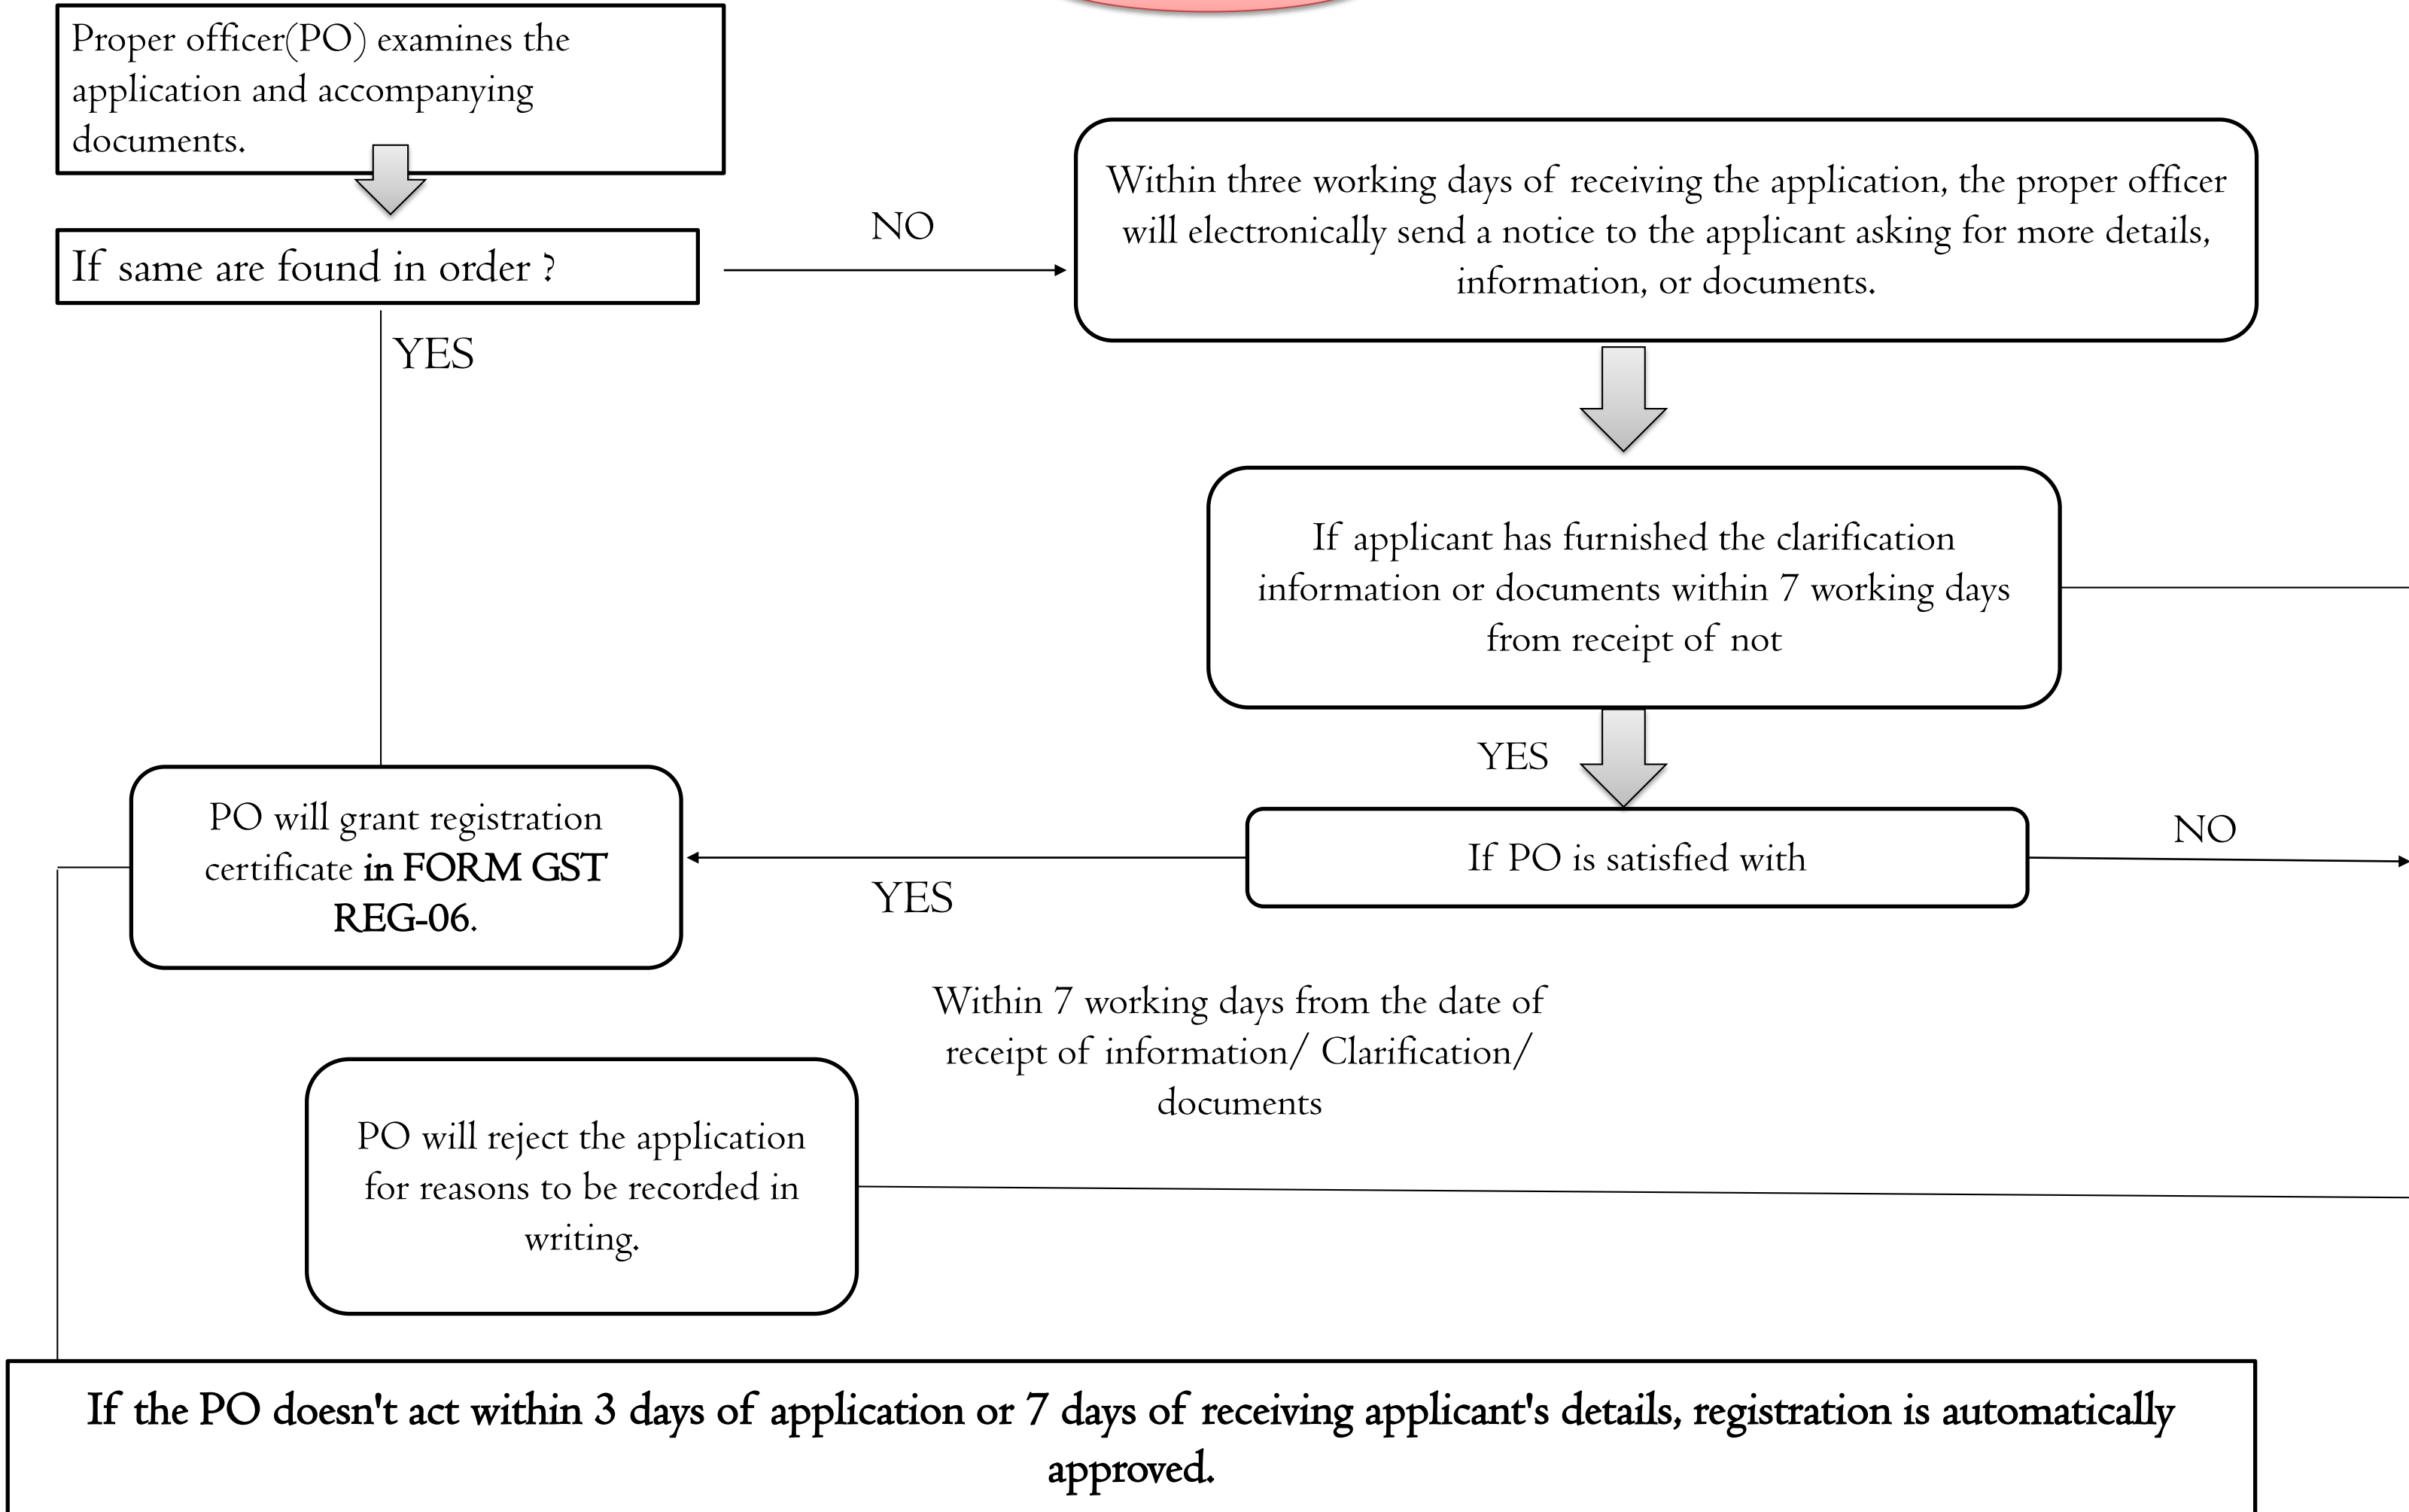 Proper officer(PO) examines the
application and accompanying
documents.
If same are found in order ?
NO
YES
Within three working days of receiving the application, the proper officer
will electronically send a notice to the applicant asking for more details,
information, or documents.
If applicant has furnished the clarification
information or documents within 7 working days
from receipt of not
YES
If PO is satisfied with
NO
YES
PO will grant registration
certificate in FORM GST
REG-06.
Within 7 working days from the date of
receipt of information/ Clarification/
documents
PO will reject the application
for reasons to be recorded in
writing.
If the PO doesn't act within 3 days of application or 7 days of receiving applicant's details, registration is automatically
approved.